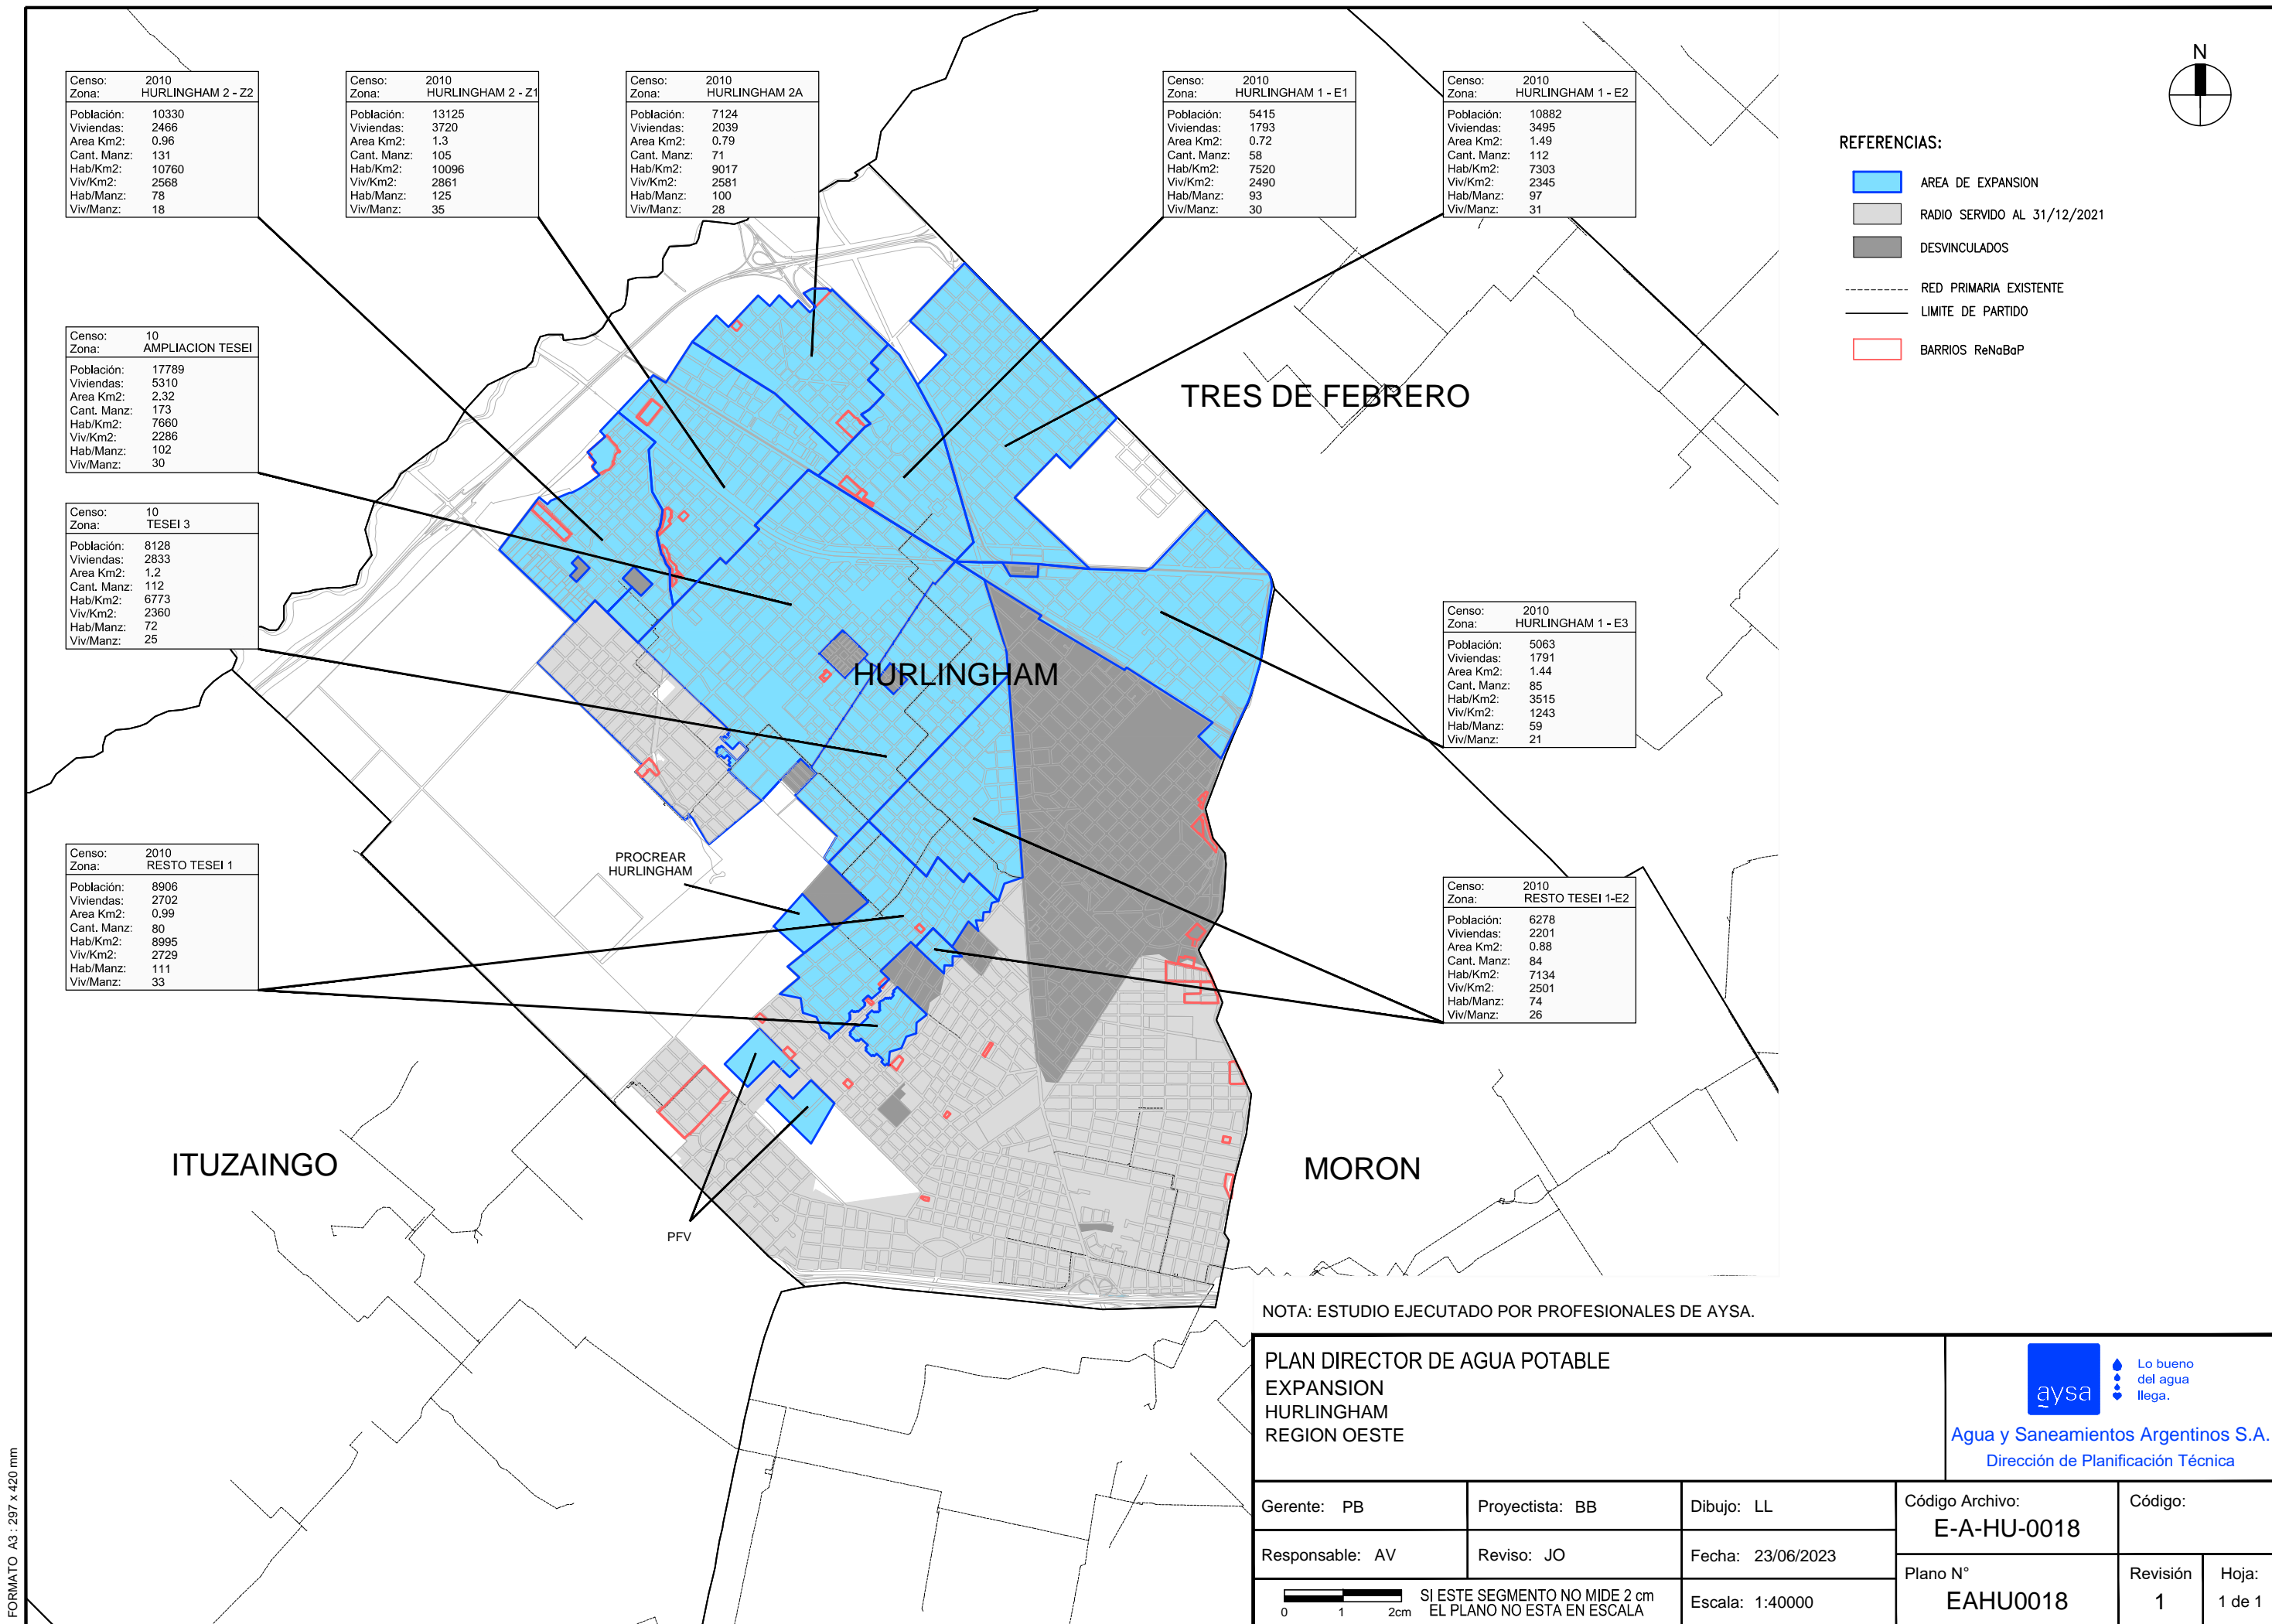 Censo: 2010
Zona: HURLINGHAM 2 - Z2
Población: 10330
Viviendas: 2466
Area Km2: 0.96
Cant. Manz: 131
Hab/Km2: 10760
Viv/Km2: 2568
Hab/Manz: 78
Viv/Manz: 18
Censo: 2010
Zona: HURLINGHAM 2 - Z1
Población: 13125
Viviendas: 3720
Area Km2: 1.3
Cant. Manz: 105
Hab/Km2: 10096
Viv/Km2: 2861
Hab/Manz: 125
Viv/Manz: 35
Censo: 2010
Zona: HURLINGHAM 2A
Población: 7124
Viviendas: 2039
Area Km2: 0.79
Cant. Manz: 71
Hab/Km2: 9017
Viv/Km2: 2581
Hab/Manz: 100
Viv/Manz: 28
Censo: 2010
Zona: HURLINGHAM 1 - E1
Población: 5415
Viviendas: 1793
Area Km2: 0.72
Cant. Manz: 58
Hab/Km2: 7520
Viv/Km2: 2490
Hab/Manz: 93
Viv/Manz: 30
Censo: 2010
Zona: HURLINGHAM 1 - E2
Población: 10882
Viviendas: 3495
Area Km2: 1.49
Cant. Manz: 112
Hab/Km2: 7303
Viv/Km2: 2345
Hab/Manz: 97
Viv/Manz: 31
N
REFERENCIAS:
AREA DE EXPANSION
RADIO SERVIDO AL 31/12/2021
DESVINCULADOS
RED PRIMARIA EXISTENTE
LIMITE DE PARTIDO
BARRIOS ReNaBaP
Censo: 10
Zona: AMPLIACION TESEI
Población: 17789
Viviendas: 5310
Area Km2: 2.32
Cant. Manz: 173
Hab/Km2: 7660
Viv/Km2: 2286
Hab/Manz: 102
Viv/Manz: 30
TRES DE FEBRERO
Censo: 10
Zona: TESEI 3
Población: 8128
Viviendas: 2833
Area Km2: 1.2
Cant. Manz: 112
Hab/Km2: 6773
Viv/Km2: 2360
Hab/Manz: 72
Viv/Manz: 25
HURLINGHAM
Censo: 2010
Zona: HURLINGHAM 1 - E3
Población: 5063
Viviendas: 1791
Area Km2: 1.44
Cant. Manz: 85
Hab/Km2: 3515
Viv/Km2: 1243
Hab/Manz: 59
Viv/Manz: 21
Censo: 2010
Zona: RESTO TESEI 1
Población: 8906
Viviendas: 2702
Area Km2: 0.99
Cant. Manz: 80
Hab/Km2: 8995
Viv/Km2: 2729
Hab/Manz: 111
Viv/Manz: 33
PROCREAR
HURLINGHAM
Censo: 2010
Zona: RESTO TESEI 1-E2
Población: 6278
Viviendas: 2201
Area Km2: 0.88
Cant. Manz: 84
Hab/Km2: 7134
Viv/Km2: 2501
Hab/Manz: 74
Viv/Manz: 26
ITUZAINGO
MORON
PFV
NOTA: ESTUDIO EJECUTADO POR PROFESIONALES DE AYSA.
PLAN DIRECTOR DE AGUA POTABLE
EXPANSION
HURLINGHAM
REGION OESTE
aysa
Lo bueno
del agua
llega.
Agua y Saneamientos Argentinos S.A.
Dirección de Planificación Técnica
Gerente: PB
Proyectista: BB
Dibujo: LL
Código Archivo:
E-A-HU-0018
Código:
Responsable: AV
Reviso: JO
Fecha: 23/06/2023
Plano N°
EAHU0018
Revisión
1
Hoja:
1 de 1
0 1 2cm
SI ESTE SEGMENTO NO MIDE 2 cm
EL PLANO NO ESTA EN ESCALA
Escala: 1:40000
FORMATO A3 : 297 x 420 mm